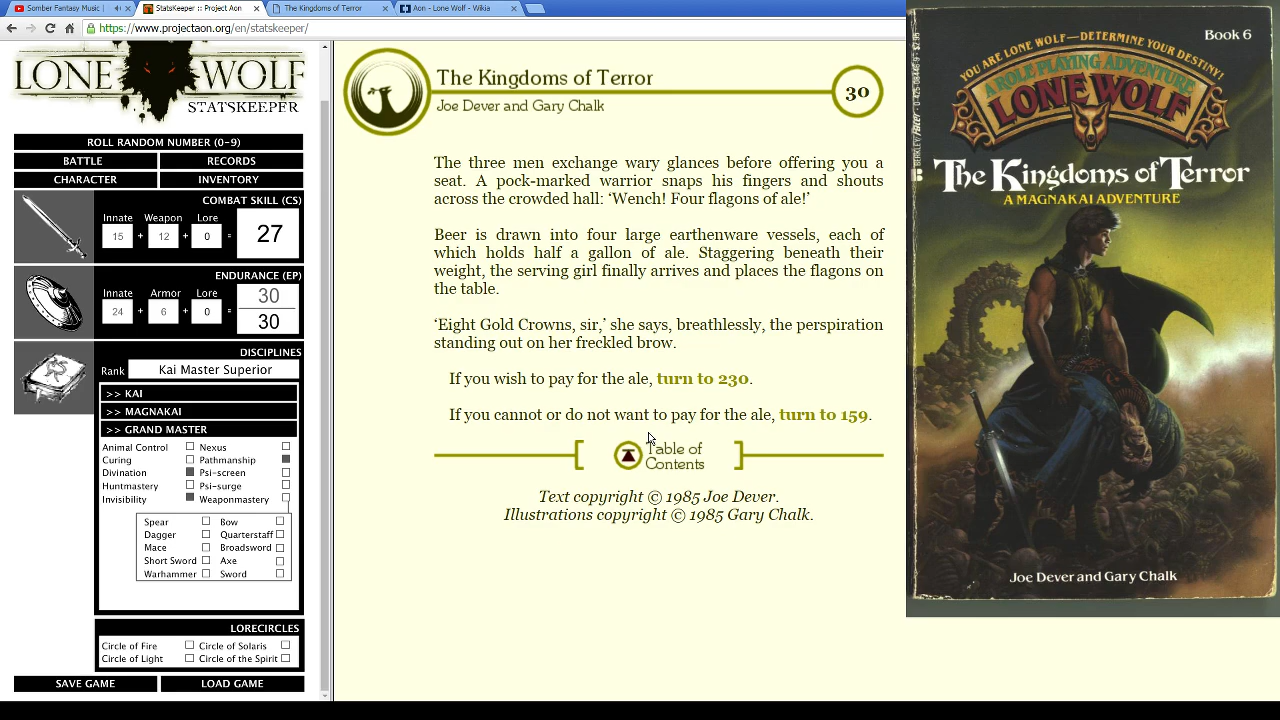 Somber Fantasy Music |
StatsKeeper :: Project Aon
The Kingdoms of Terror
Aon - Lone Wolf - Wikia
https://www.projectaon.org/en/statskeeper/
LONE WOLF
STATSKEEPER
ROLL RANDOM NUMBER (0-9)
BATTLE RECORDS
CHARACTER INVENTORY
COMBAT SKILL (CS)
Innate Weapon Lore
15 + 12 + 0 = 27
ENDURANCE (EP)
Innate Armor Lore
30
24 + 6 + 0 = 30
DISCIPLINES
Rank Kai Master Superior
>> KAI
>> MAGNAKAI
>> GRAND MASTER
Animal Control Nexus
Curing Pathmanship
Divination Psi-screen
Huntmastery Psi-surge
Invisibility Weaponmastery
Spear Bow
Dagger Quarterstaff
Mace Broadsword
Short Sword Axe
Warhammer Sword
LORECIRCLES
Circle of Fire Circle of Solaris
Circle of Light Circle of the Spirit
SAVE GAME LOAD GAME
The Kingdoms of Terror
Joe Dever and Gary Chalk
30
The three men exchange wary glances before offering you a
seat. A pock-marked warrior snaps his fingers and shouts
across the crowded hall: ‘Wench! Four flagons of ale!’
Beer is drawn into four large earthenware vessels, each of
which holds half a gallon of ale. Staggering beneath their
weight, the serving girl finally arrives and places the flagons on
the table.
‘Eight Gold Crowns, sir,’ she says, breathlessly, the perspiration
standing out on her freckled brow.
If you wish to pay for the ale, turn to 230.
If you cannot or do not want to pay for the ale, turn to 159.
Table of
Contents
Text copyright © 1985 Joe Dever.
Illustrations copyright © 1985 Gary Chalk.
Book 6
YOU ARE LONE WOLF—DETERMINE YOUR DESTINY!
A ROLE PLAYING ADVENTURE
LONE WOLF
The Kingdoms of Terror
A MAGNAKAI ADVENTURE
Joe Dever and Gary Chalk